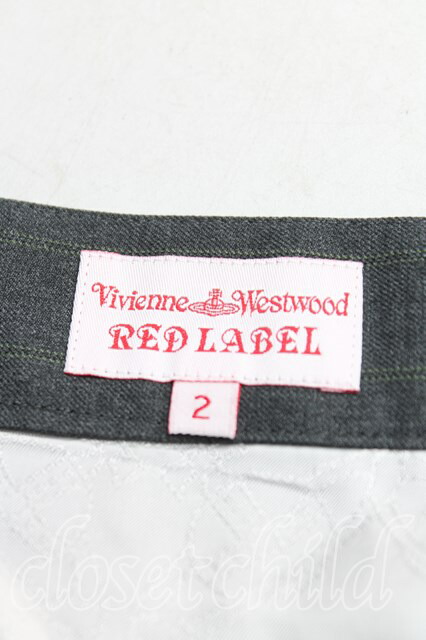 Vivienne Westwood
RED LABEL
2
closetchild